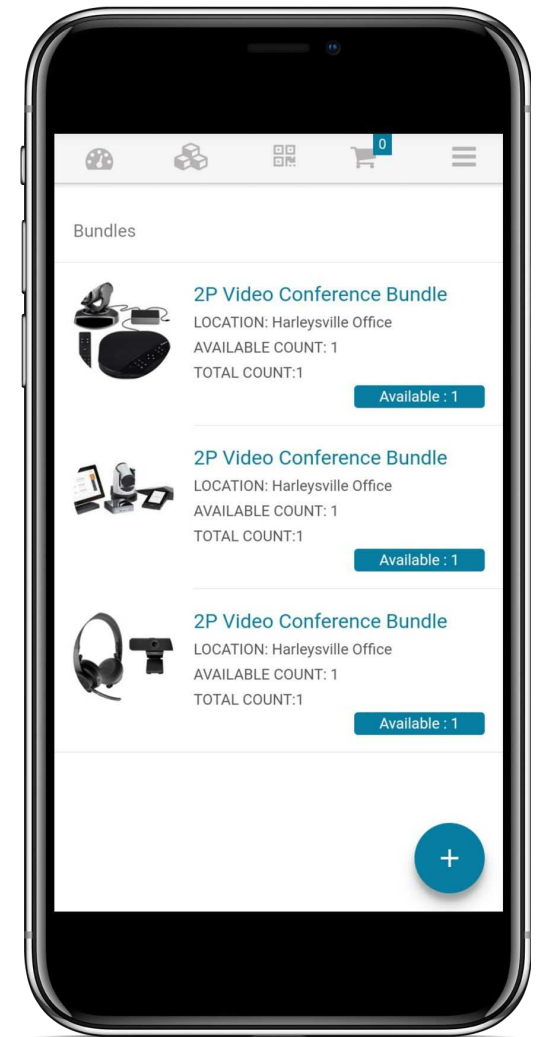 0
Bundles
2P Video Conference Bundle
LOCATION: Harleysville Office
AVAILABLE COUNT: 1
TOTAL COUNT:1
Available : 1
2P Video Conference Bundle
LOCATION: Harleysville Office
AVAILABLE COUNT: 1
TOTAL COUNT:1
Available : 1
2P Video Conference Bundle
LOCATION: Harleysville Office
AVAILABLE COUNT: 1
TOTAL COUNT:1
Available : 1
+